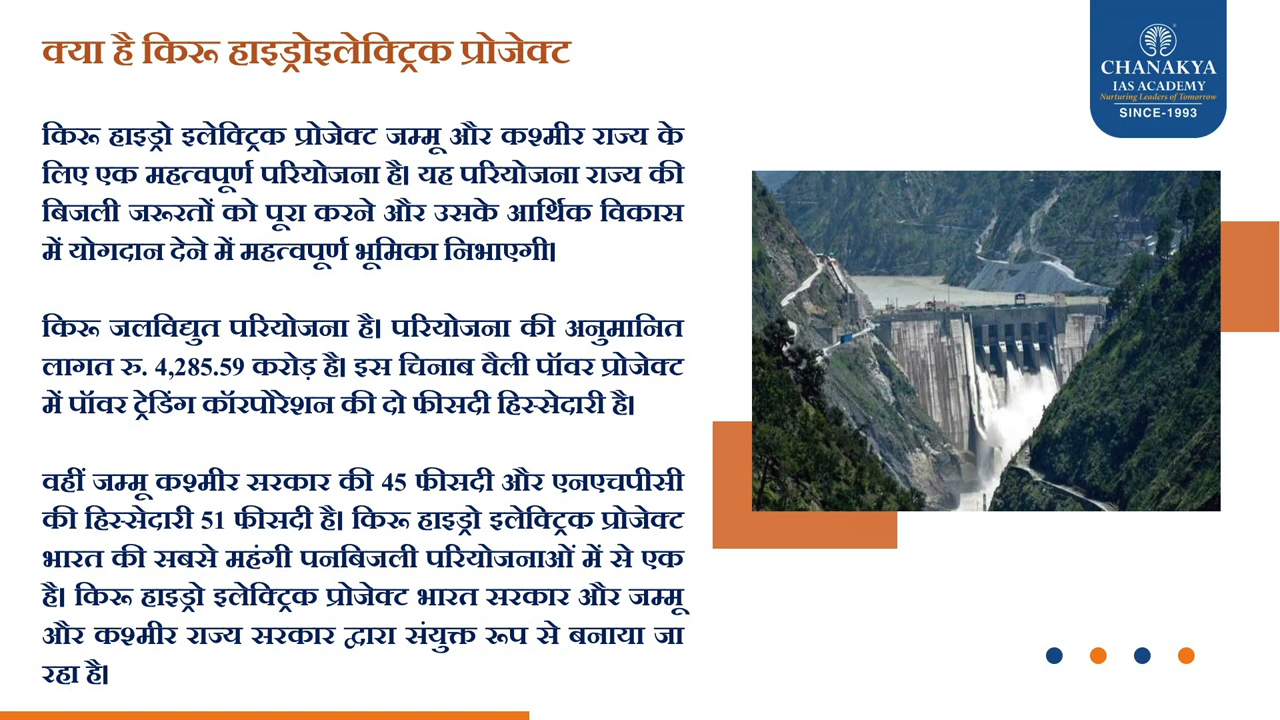 क्या है किरू हाइड्रोइलेक्ट्रिक प्रोजेक्ट
CHANAKYA
IAS ACADEMY
Nurturing Leaders of Tomorrow
SINCE-1993
किरू हाइड्रो इलेक्ट्रिक प्रोजेक्ट जम्मू और कश्मीर राज्य के
लिए एक महत्वपूर्ण परियोजना है। यह परियोजना राज्य की
बिजली जरूरतों को पूरा करने और उसके आर्थिक विकास
में योगदान देने में महत्वपूर्ण भूमिका निभाएगी।
किरू जलविद्युत परियोजना है। परियोजना की अनुमानित
लागत रु. 4,285.59 करोड़ है। इस चिनाब वैली पॉवर प्रोजेक्ट
में पॉवर ट्रेडिंग कॉरपोरेशन की दो फीसदी हिस्सेदारी है।
वहीं जम्मू कश्मीर सरकार की 45 फीसदी और एनएचपीसी
की हिस्सेदारी 51 फीसदी है। किरू हाइड्रो इलेक्ट्रिक प्रोजेक्ट
भारत की सबसे महंगी पनबिजली परियोजनाओं में से एक
है। किरू हाइड्रो इलेक्ट्रिक प्रोजेक्ट भारत सरकार और जम्मू
और कश्मीर राज्य सरकार द्वारा संयुक्त रूप से बनाया जा
रहा है।